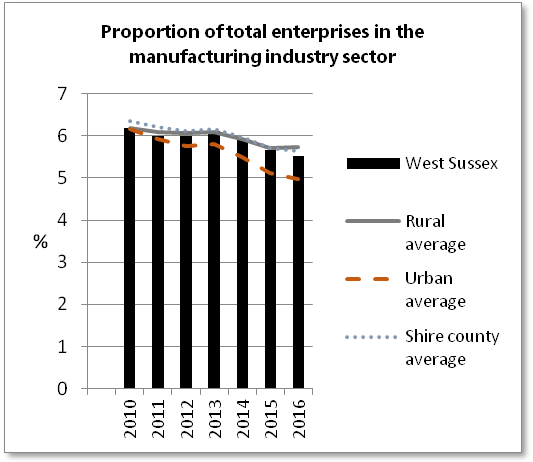 Proportion of total enterprises in the
manufacturing industry sector
7
6
5
4
3
2
1
0
%
2010
2011
2012
2013
2014
2015
2016
West Sussex
Rural
average
Urban
average
Shire county
average